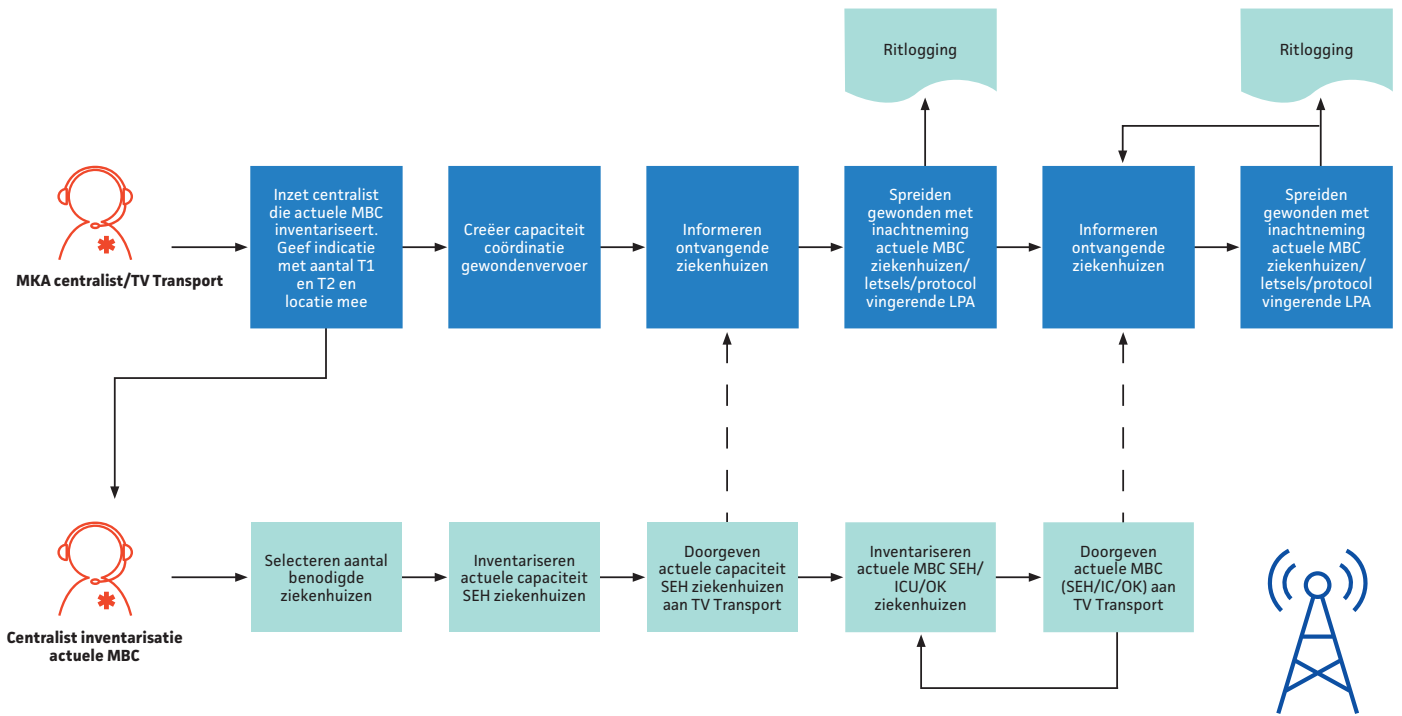 Ritlogging
Ritlogging
MKA centralist/TV Transport
Inzet centralist
die actuele MBC
inventariseert.
Geef indicatie
met aantal T1
en T2 en
locatie mee
Creëer capaciteit
coördinatie
gewondenvervoer
Informeren
ontvangende
ziekenhuizen
Spreiden
gewonden met
inachtneming
actuele MBC
ziekenhuizen/
letsels/protocol
vingerende LPA
Informeren
ontvangende
ziekenhuizen
Spreiden
gewonden met
inachtneming
actuele MBC
ziekenhuizen/
letsels/protocol
vingerende LPA
Centralist inventarisatie
actuele MBC
Selecteren aantal
benodigde
ziekenhuizen
Inventariseren
actuele capaciteit
SEH ziekenhuizen
Doorgeven
actuele capaciteit
SEH ziekenhuizen
aan TV Transport
Inventariseren
actuele MBC SEH/
ICU/OK
ziekenhuizen
Doorgeven
actuele MBC
(SEH/IC/OK) aan
TV Transport